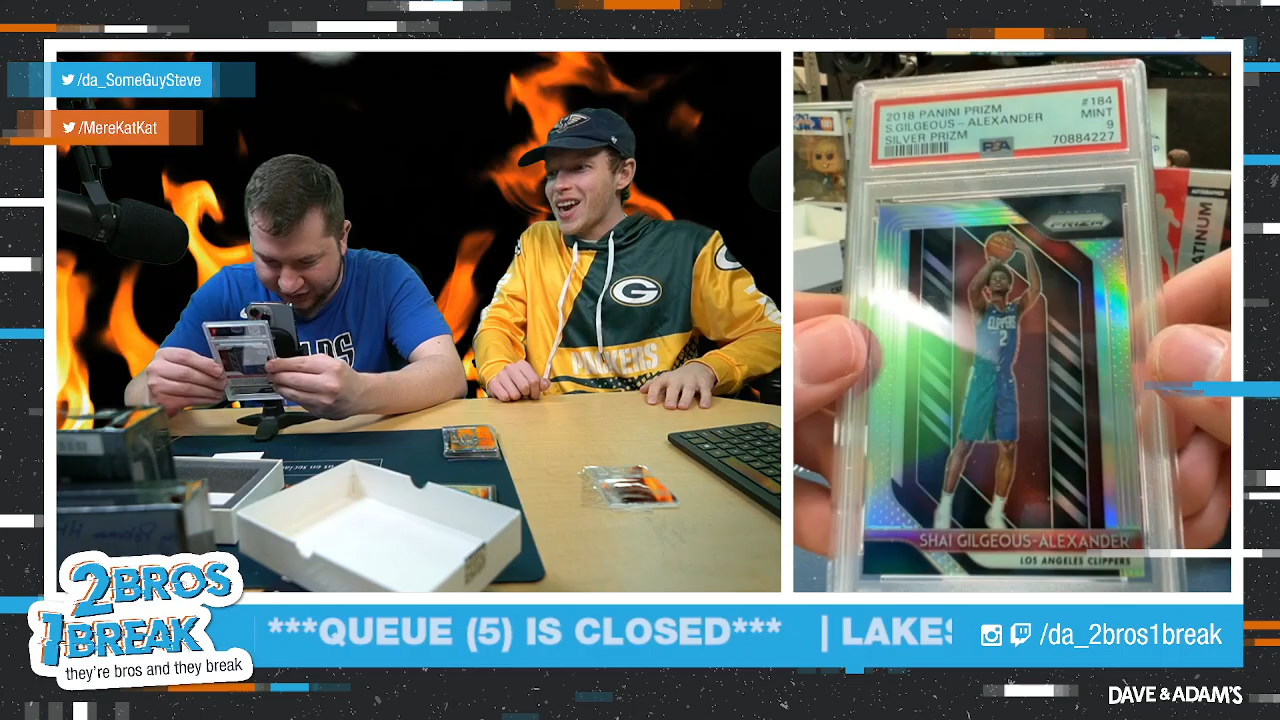 /da_SomeGuySteve
/MereKatKat
G
PACKERS
2018 PANINI PRIZM
#184
S.GILGEOUS-ALEXANDER
MINT
SILVER PRIZM
9
PSA
70884227
PRIZM
CLIPPERS
2
SHAI GILGEOUS-ALEXANDER
LOS ANGELES CLIPPERS
2BROS
1BREAK
they're bros and they break
***QUEUE (5) IS CLOSED***
| LAKES
/da_2bros1break
DAVE & ADAM'S